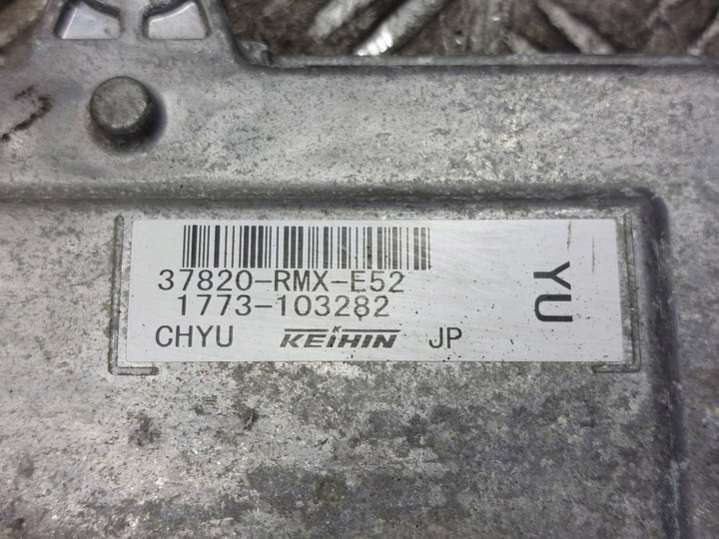 37820-RMX-E52
1773-103282
CHYU KEIHIN JP
YU